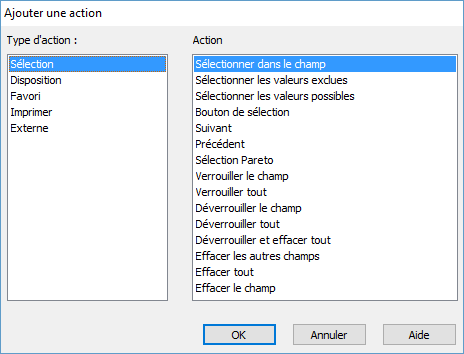 Ajouter une action
Type d'action :
Sélection
Disposition
Favori
Imprimer
Externe
Action
Sélectionner dans le champ
Sélectionner les valeurs exclues
Sélectionner les valeurs possibles
Bouton de sélection
Suivant
Précédent
Sélection Pareto
Verrouiller le champ
Verrouiller tout
Déverrouiller le champ
Déverrouiller tout
Déverrouiller et effacer tout
Effacer les autres champs
Effacer tout
Effacer le champ
OK
Annuler
Aide